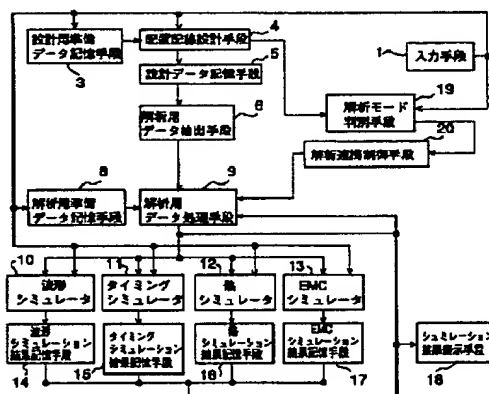 設計用準備
データ記憶手段
3
配置配線設計手段
4
設計データ記憶手段
5
解析用
データ抽出手段
6
1
入力手段
19
解析モード
判別手段
20
解析連携制御手段
8
解析用準備
データ記憶手段
9
解析用
データ処理手段
10
波形
シミュレータ
11
タイミング
シミュレータ
12
熱
シミュレータ
13
EMC
シミュレータ
波形
シミュレーション
結果記憶手段
14
タイミング
シミュレーション
結果記憶手段
15
熱
シミュレーション
結果記憶手段
16
EMC
シミュレーション
結果記憶手段
17
シュミレーション
結果表示手段
18